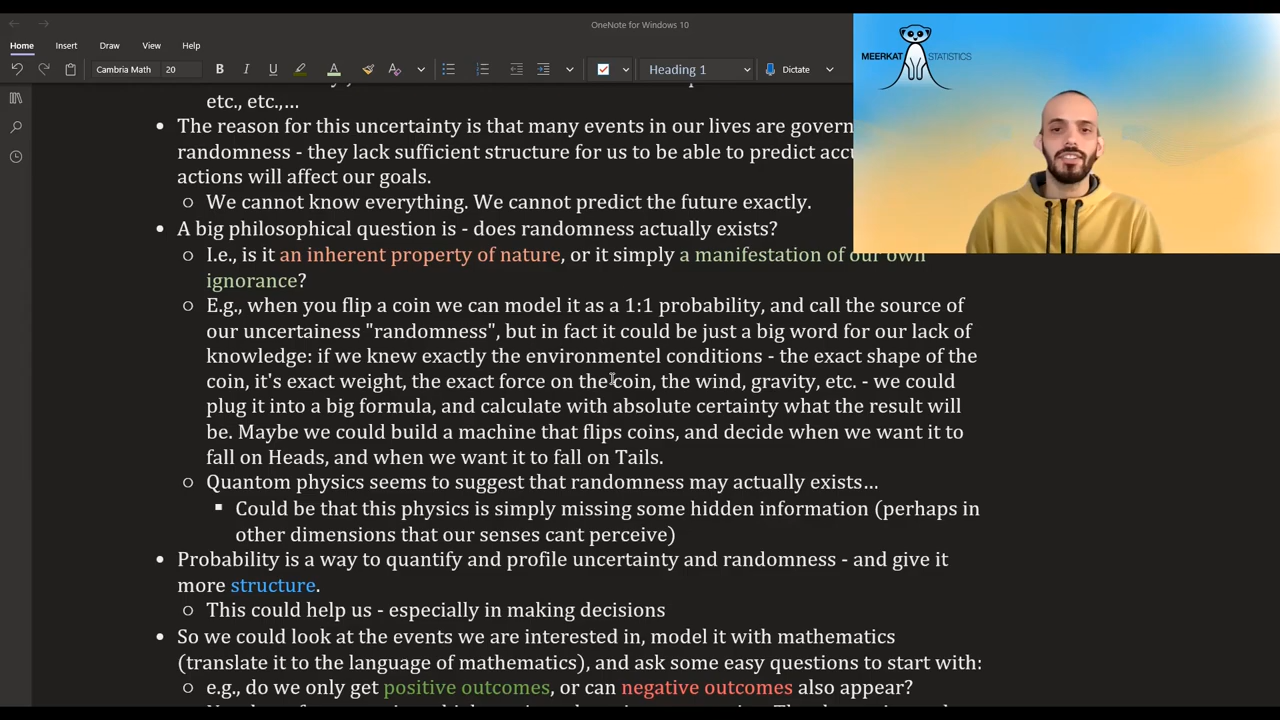 OneNote for Windows 10
Home Insert Draw View Help
Cambria Math 20 B I U A Heading 1 Dictate
MEERKAT STATISTICS
etc., etc.,...
• The reason for this uncertainty is that many events in our lives are govern
randomness - they lack sufficient structure for us to be able to predict accu
actions will affect our goals.
○ We cannot know everything. We cannot predict the future exactly.
• A big philosophical question is - does randomness actually exists?
○ I.e., is it an inherent property of nature, or it simply a manifestation of our own
ignorance?
○ E.g., when you flip a coin we can model it as a 1:1 probability, and call the source of
our uncertainess "randomness", but in fact it could be just a big word for our lack of
knowledge: if we knew exactly the environmentel conditions - the exact shape of the
coin, it's exact weight, the exact force on the coin, the wind, gravity, etc. - we could
plug it into a big formula, and calculate with absolute certainty what the result will
be. Maybe we could build a machine that flips coins, and decide when we want it to
fall on Heads, and when we want it to fall on Tails.
○ Quantom physics seems to suggest that randomness may actually exists...
▪ Could be that this physics is simply missing some hidden information (perhaps in
other dimensions that our senses cant perceive)
• Probability is a way to quantify and profile uncertainty and randomness - and give it
more structure.
○ This could help us - especially in making decisions
• So we could look at the events we are interested in, model it with mathematics
(translate it to the language of mathematics), and ask some easy questions to start with:
○ e.g., do we only get positive outcomes, or can negative outcomes also appear?